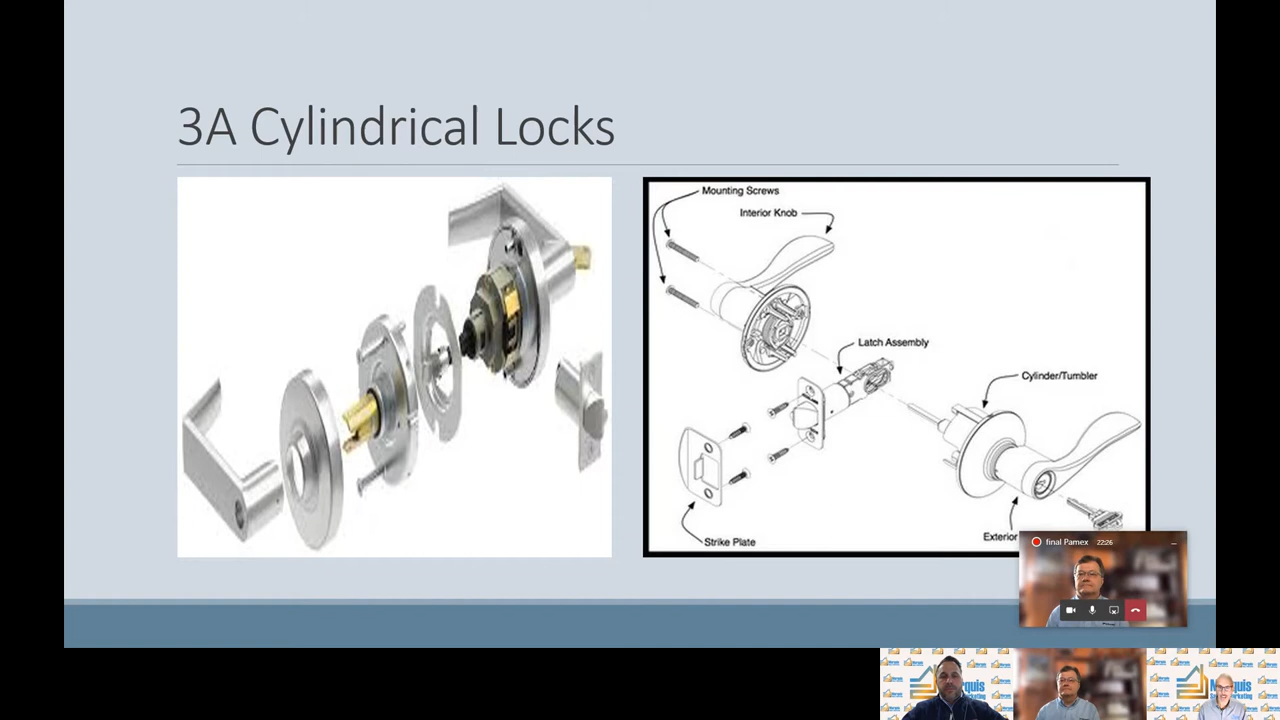 3A Cylindrical Locks
Mounting Screws
Interior Knob
Latch Assembly
Cylinder/Tumbler
Strike Plate
Exterior
final Pamex 22:26